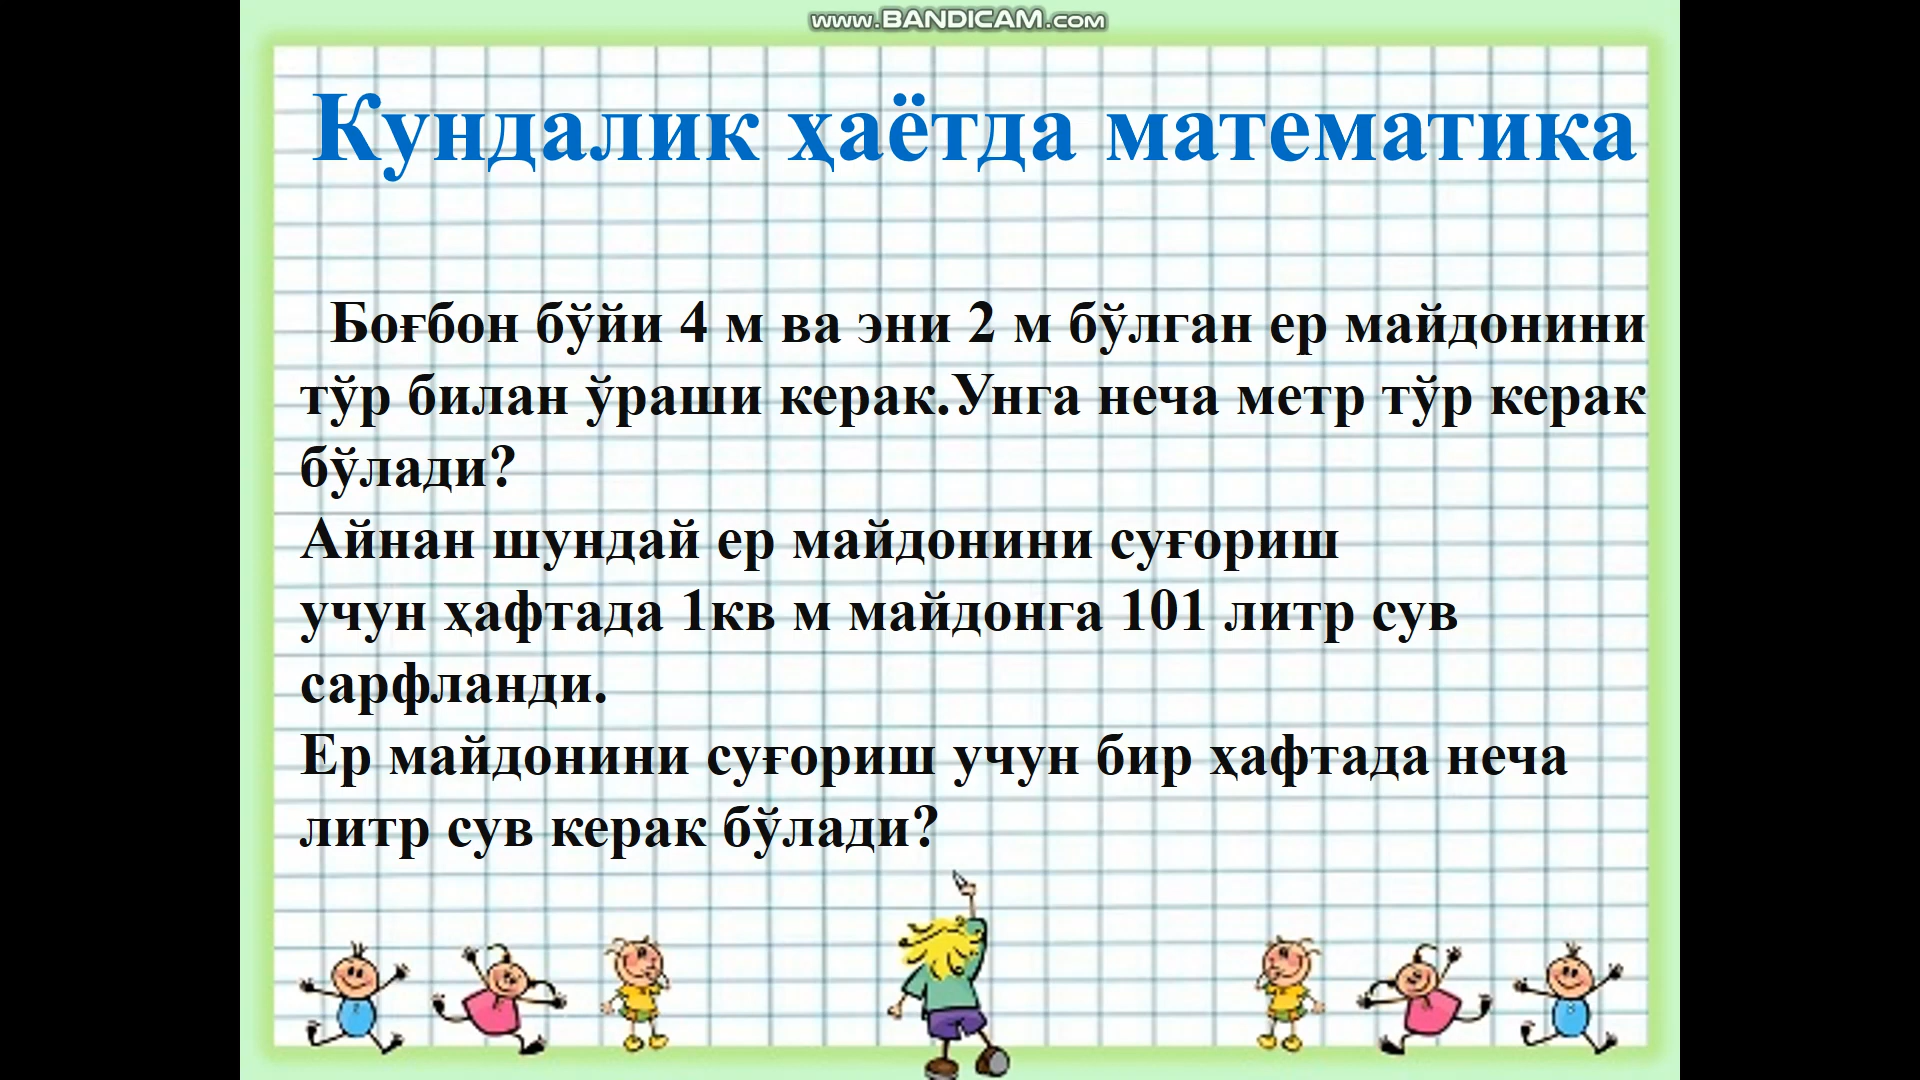 www.BANDICAM.com
Кундалик ҳаётда математика
Боғбон бўйи 4 м ва эни 2 м бўлган ер майдонини
тўр билан ўраши керак.Унга неча метр тўр керак
бўлади?
Айнан шундай ер майдонини суғориш
учун ҳафтада 1кв м майдонга 101 литр сув
сарфланди.
Ер майдонини суғориш учун бир ҳафтада неча
литр сув керак бўлади?